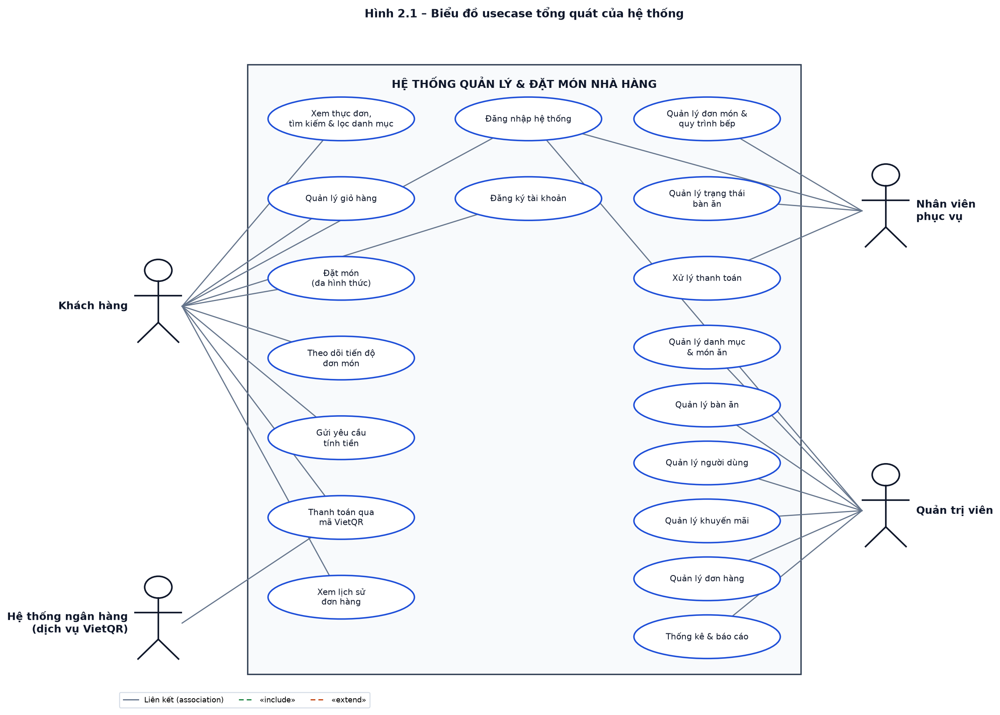 Hình 2.1 – Biểu đồ usecase tổng quát của hệ thống
HỆ THỐNG QUẢN LÝ & ĐẶT MÓN NHÀ HÀNG
Xem thực đơn,
tìm kiếm & lọc danh mục
Đăng nhập hệ thống
Quản lý đơn món &
quy trình bếp
Quản lý giỏ hàng
Đăng ký tài khoản
Quản lý trạng thái
bàn ăn
Nhân viên
phục vụ
Đặt món
(đa hình thức)
Xử lý thanh toán
Khách hàng
Quản lý danh mục
& món ăn
Theo dõi tiến độ
đơn món
Quản lý bàn ăn
Gửi yêu cầu
tính tiền
Quản lý người dùng
Thanh toán qua
mã VietQR
Quản lý khuyến mãi
Quản trị viên
Quản lý đơn hàng
Xem lịch sử
đơn hàng
Hệ thống ngân hàng
(dịch vụ VietQR)
Thống kê & báo cáo
Liên kết (association)
«include»
«extend»